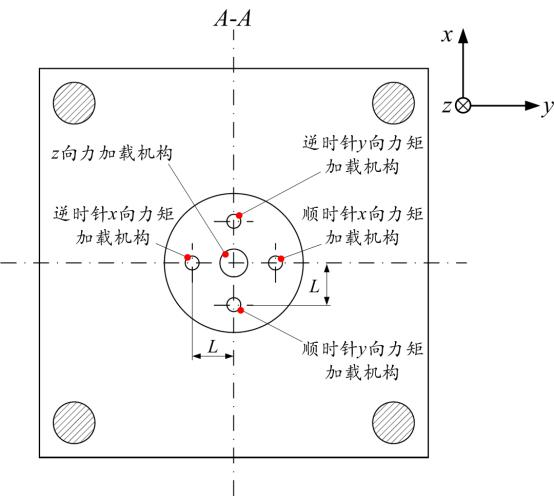 A-A
x
z
y
z向力加载机构
逆时针y向力矩
加载机构
逆时针x向力矩
加载机构
顺时针x向力矩
加载机构
L
L
顺时针y向力矩
加载机构